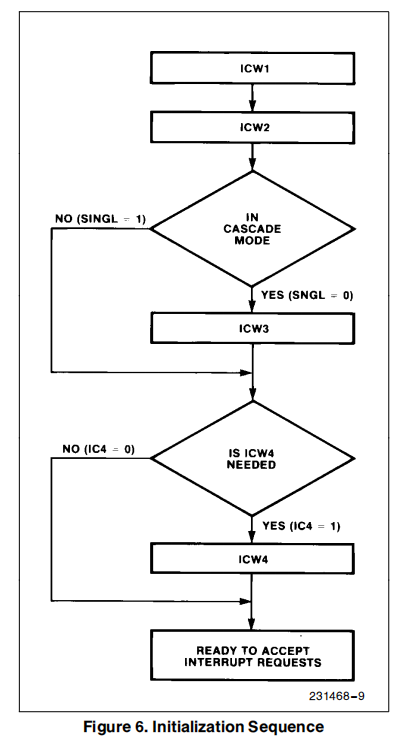 ICW1
ICW2
IN
CASCADE
MODE
NO (SINGL = 1)
YES (SNGL = 0)
ICW3
IS ICW4
NEEDED
NO (IC4 = 0)
YES (IC4 = 1)
ICW4
READY TO ACCEPT
INTERRUPT REQUESTS
231468–9
Figure 6. Initialization Sequence